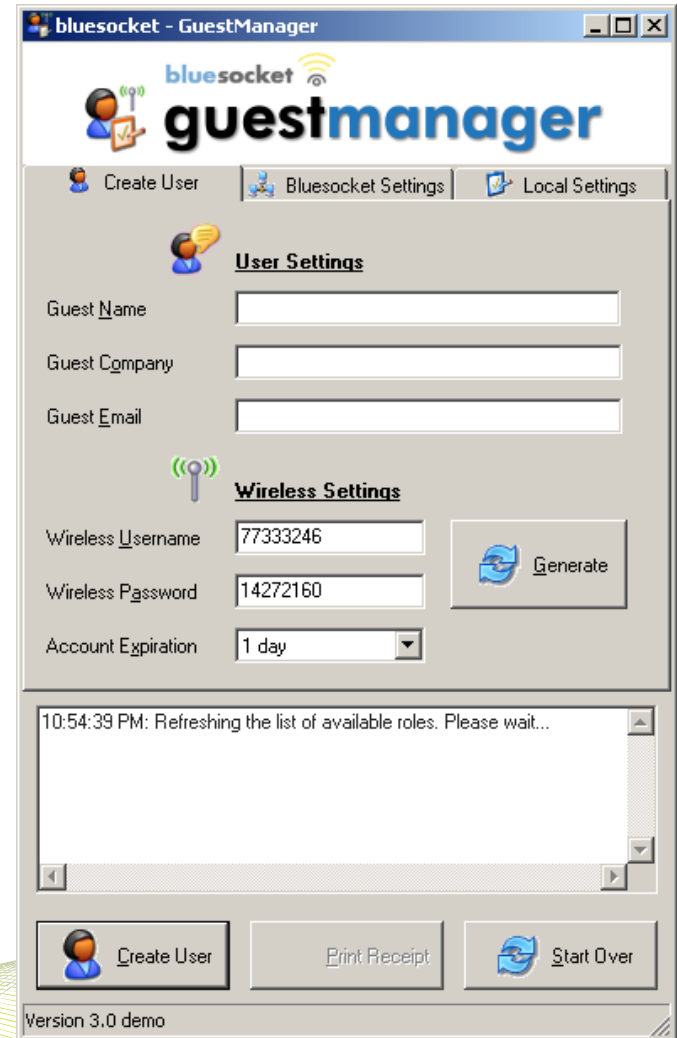 bluesocket - GuestManager
bluesocket
guestmanager
Create User
Bluesocket Settings
Local Settings
User Settings
Guest Name
Guest Company
Guest Email
Wireless Settings
Wireless Username 77333246
Generate
Wireless Password 14272160
Account Expiration 1 day
10:54:39 PM: Refreshing the list of available roles. Please wait...
Create User
Print Receipt
Start Over
Version 3.0 demo